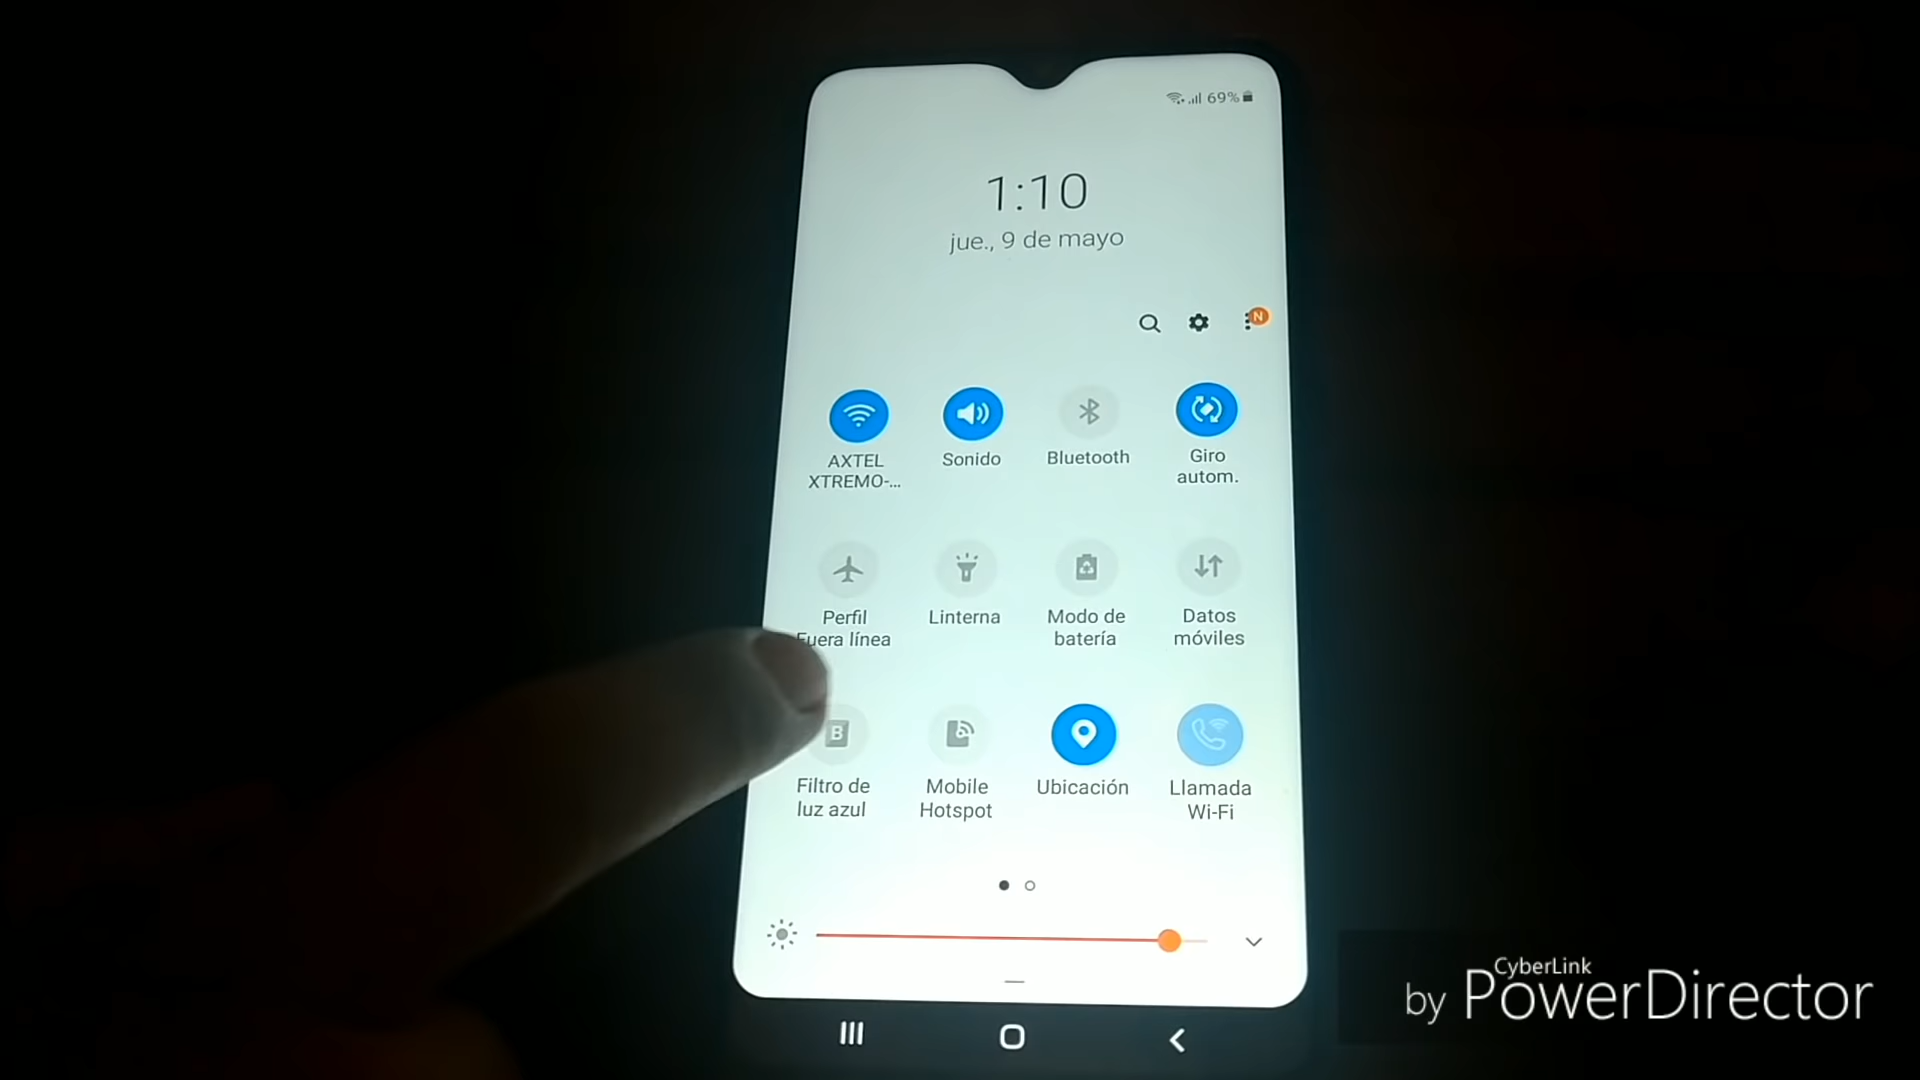 69%
1:10
jue., 9 de mayo
N
AXTEL
XTREMO-...
Sonido
Bluetooth
Giro
autom.
Perfil
Fuera línea
Linterna
Modo de
batería
Datos
móviles
B
Filtro de
luz azul
Mobile
Hotspot
Ubicación
Llamada
Wi-Fi
CyberLink
by PowerDirector